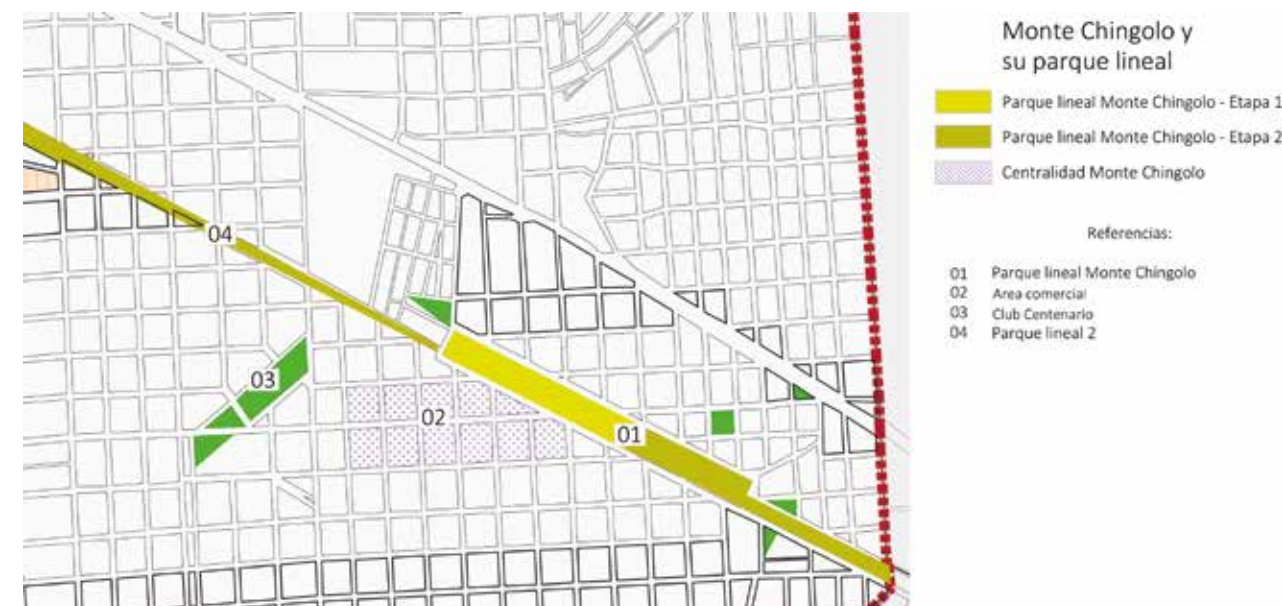 Monte Chingolo y
su parque lineal
Parque lineal Monte Chingolo - Etapa 1
Parque lineal Monte Chingolo - Etapa 2
Centralidad Monte Chingolo
Referencias:
01 Parque lineal Monte Chingolo
02 Area comercial
03 Club Centenario
04 Parque lineal 2
04
03
02
01